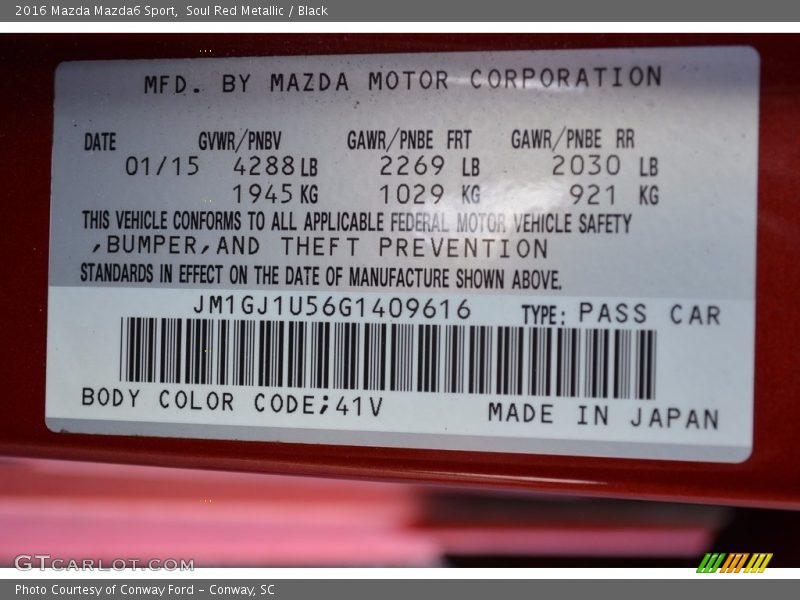 2016 Mazda Mazda6 Sport,  Soul Red Metallic / Black
MFD. BY MAZDA MOTOR CORPORATION
DATE GVWR/PNBV GAWR/PNBE FRT GAWR/PNBE RR
01/15 4288 LB 2269 LB 2030 LB
1945 KG 1029 KG 921 KG
THIS VEHICLE CONFORMS TO ALL APPLICABLE FEDERAL MOTOR VEHICLE SAFETY
,BUMPER,AND THEFT PREVENTION
STANDARDS IN EFFECT ON THE DATE OF MANUFACTURE SHOWN ABOVE.
JM1GJ1U56G1409616 TYPE: PASS CAR
BODY COLOR CODE;41V MADE IN JAPAN
GTCARLOT.COM
Photo Courtesy of Conway Ford - Conway, SC